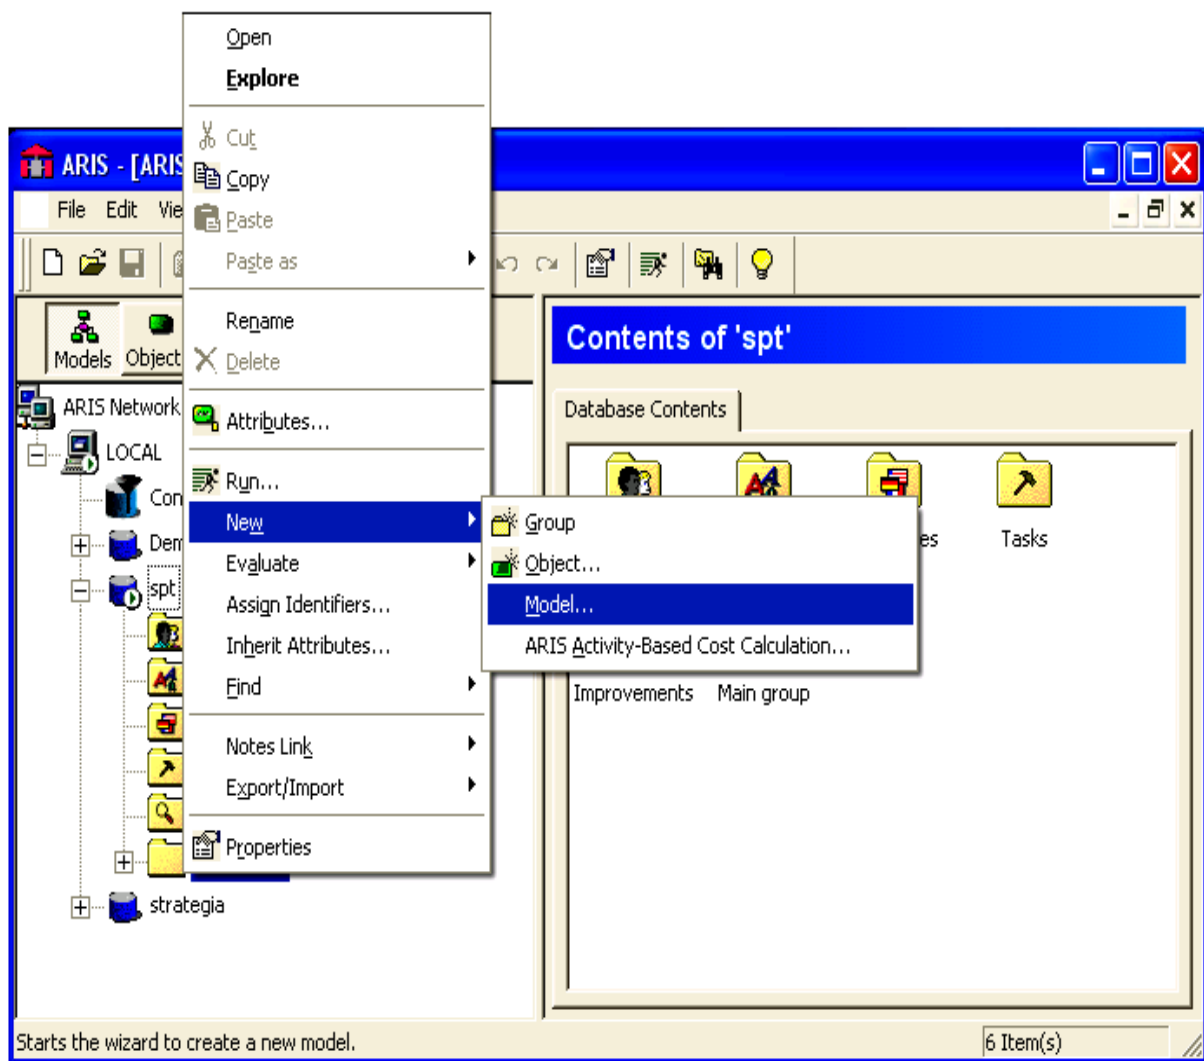 Open
Explore
Cut
Copy
Paste
Paste as
Rename
Delete
Attributes...
Run...
New
Evaluate
Assign Identifiers...
Inherit Attributes...
Find
Notes Link
Export/Import
Properties
Group
Object...
Model...
ARIS Activity-Based Cost Calculation...
ARIS - [ARIS
File Edit Vie
Models Object
ARIS Network
LOCAL
Con
Dem
spt
strategia
Contents of 'spt'
Database Contents
es
Tasks
Improvements Main group
Starts the wizard to create a new model.
6 Item(s)